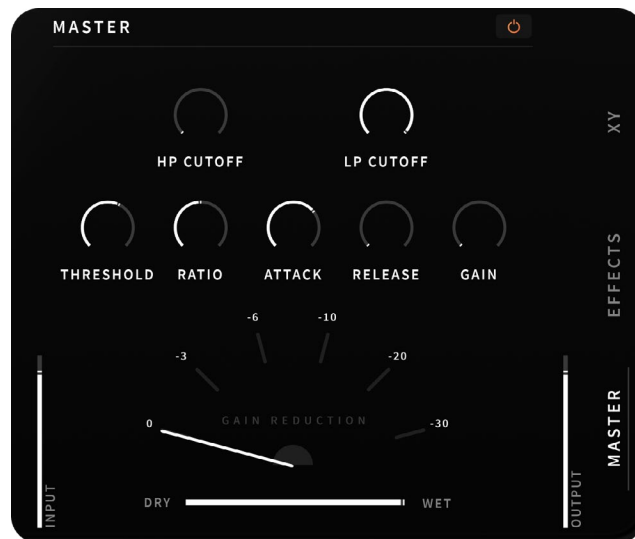 MASTER
XY
HP CUTOFF
LP CUTOFF
EFFECTS
THRESHOLD RATIO ATTACK RELEASE GAIN
-6 -10
-3 -20
MASTER
0 GAIN REDUCTION -30
INPUT
DRY WET
OUTPUT